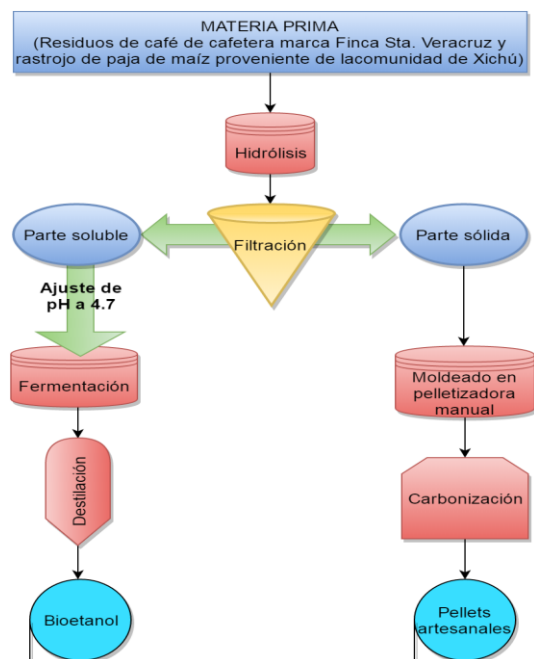 MATERIA PRIMA
(Residuos de café de cafetera marca Finca Sta. Veracruz y
rastrojo de paja de maíz proveniente de lacomunidad de Xichú)
Hidrólisis
Parte soluble
Filtración
Parte sólida
Ajuste de
pH a 4.7
Fermentación
Moldeado en
pelletizadora
manual
Destilación
Carbonización
Bioetanol
Pellets
artesanales